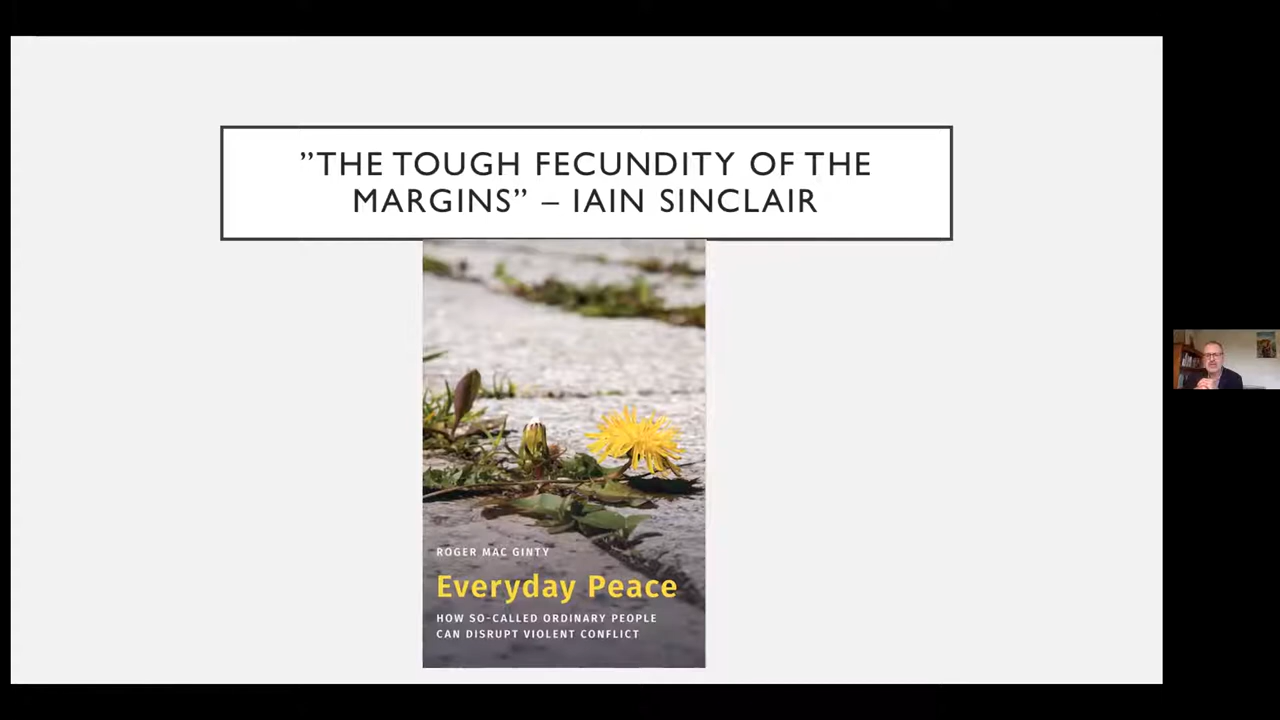 ”THE TOUGH FECUNDITY OF THE
MARGINS” – IAIN SINCLAIR
ROGER MAC GINTY
Everyday Peace
HOW SO-CALLED ORDINARY PEOPLE
CAN DISRUPT VIOLENT CONFLICT